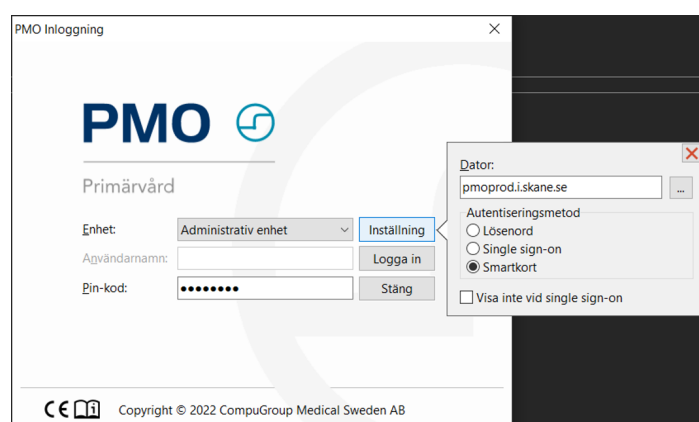 PMO Inloggning
PMO
Primärvård
Enhet: Administrativ enhet Inställning
Användarnamn: Logga in
Pin-kod: ●●●●●●●● Stäng
Dator:
pmoprod.i.skane.se ...
Autentiseringsmetod
Lösenord
Single sign-on
Smartkort
Visa inte vid single sign-on
CE Copyright © 2022 CompuGroup Medical Sweden AB